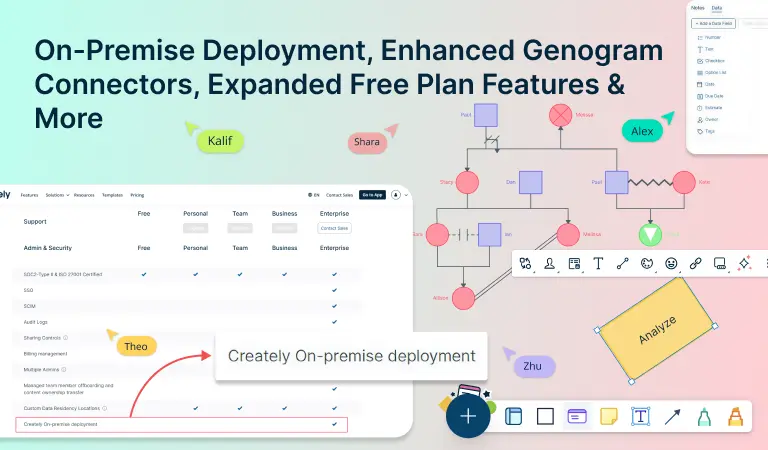 On-Premise Deployment, Enhanced Genogram
Connectors, Expanded Free Plan Features &
More
Notes Data
+ Add a Data Field
Number
Text
Checkbox
Option List
Date
Due Date
Estimate
Owner
Tags
Kalif
Shara
Alex
Paul
Melissa
Stacy
Dan
Paul
Kate
Sara
Ian
Melissa
Allison
ely
Features Solutions Resources Templates Pricing
EN Contact Sales Go to App
Support
Free Personal Team Business Enterprise
Contact Sales
Admin & Security Free Personal Team Business Enterprise
SOC2-Type II & ISO 27001 Certified
SSO
SCIM
Audit Logs
Sharing Controls
Billing management
Multiple Admins
Managed team member offboarding and
content ownership transfer
Custom Data Residency Locations
Creately On-premise deployment
Theo
Creately On-premise deployment
Zhu
T
Analyze
T